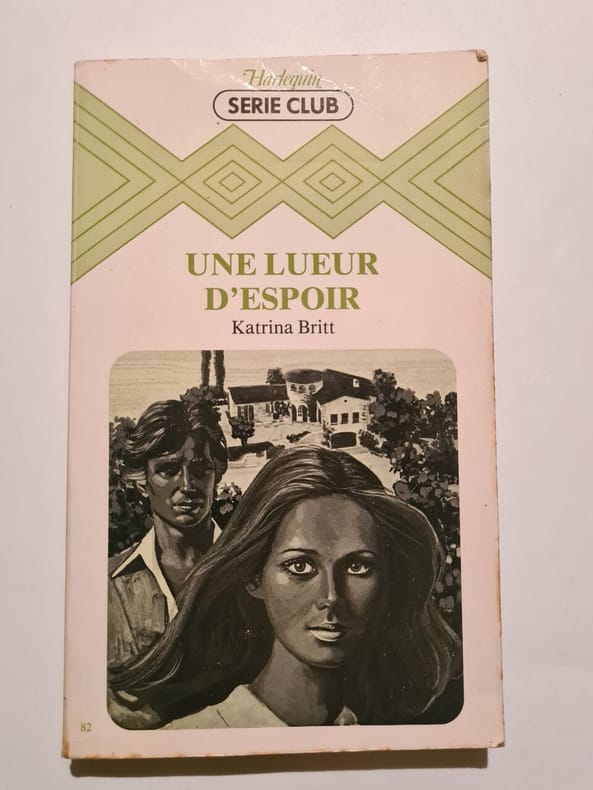 Harlequin
SERIE CLUB
UNE LUEUR
D'ESPOIR
Katrina Britt
82